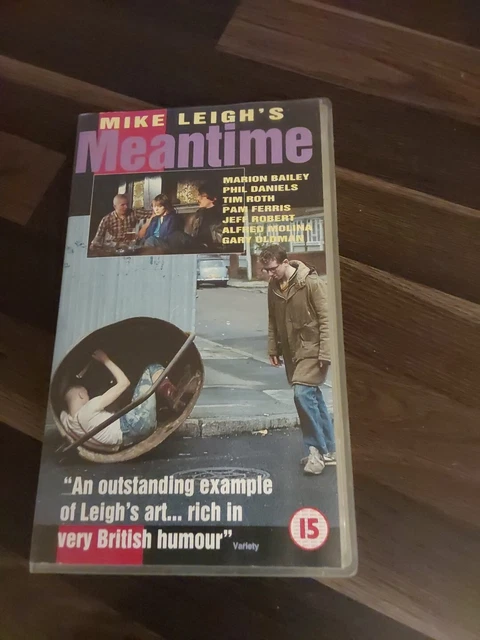 MIKE LEIGH'S
Meantime
MARION BAILEY
PHIL DANIELS
TIM ROTH
PAM FERRIS
JEFF ROBERT
ALFRED MOLINA
GARY OLDMAN
"An outstanding example
of Leigh's art... rich in
very British humour" Variety
15